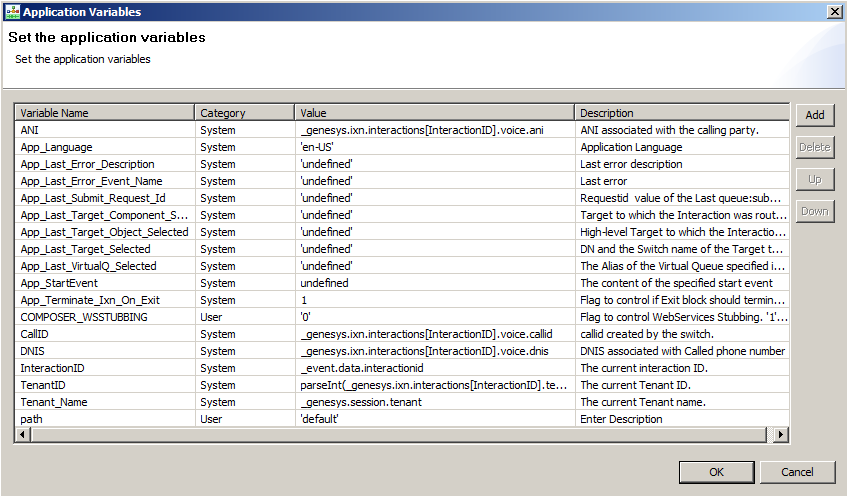 Application Variables
Set the application variables
Set the application variables
Variable Name Category Value Description
ANI System _genesys.ixn.interactions[InteractionID].voice.ani ANI associated with the calling party.
App_Language System 'en-US' Application Language
App_Last_Error_Description System 'undefined' Last error description
App_Last_Error_Event_Name System 'undefined' Last error
App_Last_Submit_Request_Id System 'undefined' Requestid value of the Last queue:sub...
App_Last_Target_Component_S... System 'undefined' Target to which the Interaction was rout...
App_Last_Target_Object_Selected System 'undefined' High-level Target to which the Interactio...
App_Last_Target_Selected System 'undefined' DN and the Switch name of the Target t...
App_Last_VirtualQ_Selected System 'undefined' The Alias of the Virtual Queue specified i...
App_StartEvent System undefined The content of the specified start event
App_Terminate_Ixn_On_Exit System 1 Flag to control if Exit block should termin...
COMPOSER_WSSTUBBING User '0' Flag to control WebServices Stubbing. '1'...
CallID System _genesys.ixn.interactions[InteractionID].voice.callid callid created by the switch.
DNIS System _genesys.ixn.interactions[InteractionID].voice.dnis DNIS associated with Called phone number
InteractionID System _event.data.interactionid The current interaction ID.
TenantID System parseInt(_genesys.ixn.interactions[InteractionID].te... The current Tenant ID.
Tenant_Name System _genesys.session.tenant The current Tenant name.
path User 'default' Enter Description
Add
Delete
Up
Down
OK Cancel